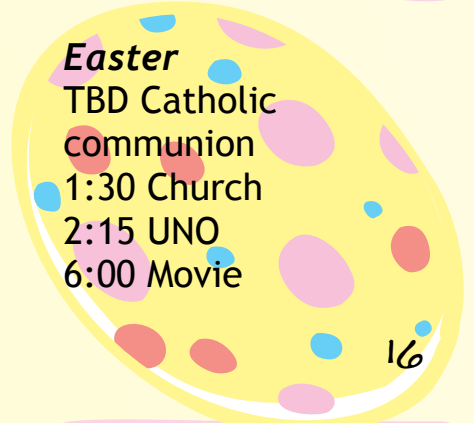 Easter
TBD Catholic
communion
1:30 Church
2:15 UNO
6:00 Movie
16